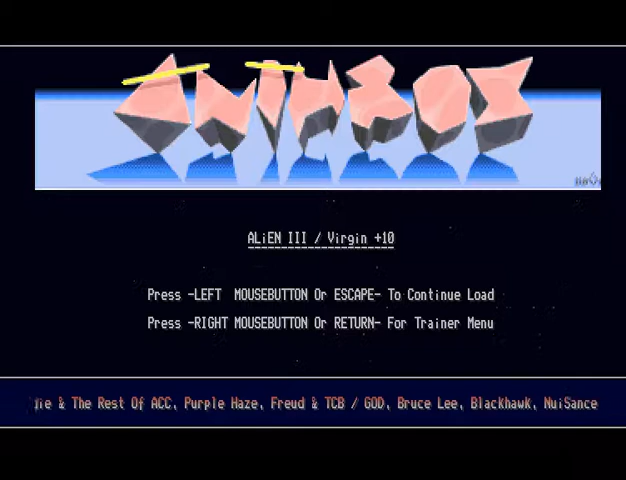 ALiEN III / Virgin +10
Press -LEFT MOUSEBUTTON Or ESCAPE- To Continue Load
Press -RIGHT MOUSEBUTTON Or RETURN- For Trainer Menu
& The Rest Of ACC, Purple Haze, Freud & TCB / GOD, Bruce Lee, Blackhawk, NuiSance